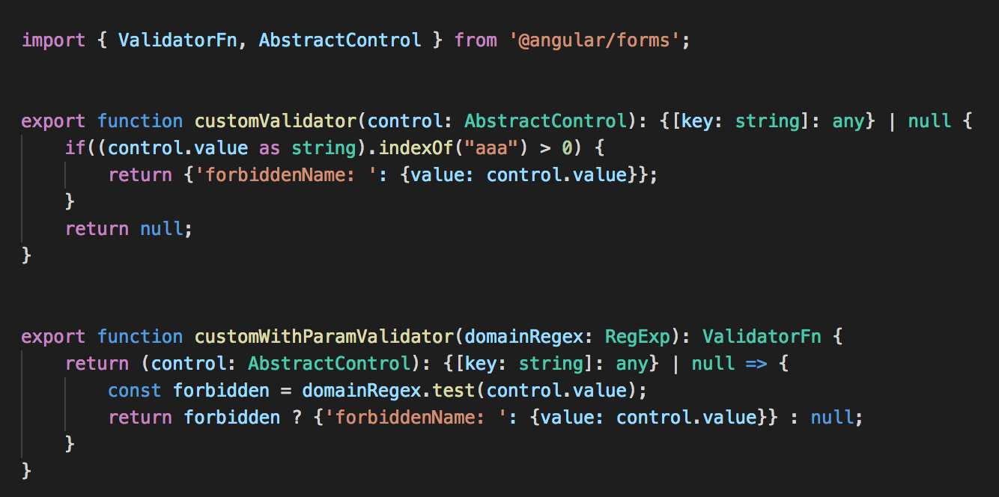 import { ValidatorFn, AbstractControl } from '@angular/forms';
export function customValidator(control: AbstractControl): {[key: string]: any} | null {
    if((control.value as string).indexOf("aaa") > 0) {
        return {'forbiddenName: ': {value: control.value}};
    }
    return null;
}
export function customWithParamValidator(domainRegex: RegExp): ValidatorFn {
    return (control: AbstractControl): {[key: string]: any} | null => {
        const forbidden = domainRegex.test(control.value);
        return forbidden ? {'forbiddenName: ': {value: control.value}} : null;
    }
}